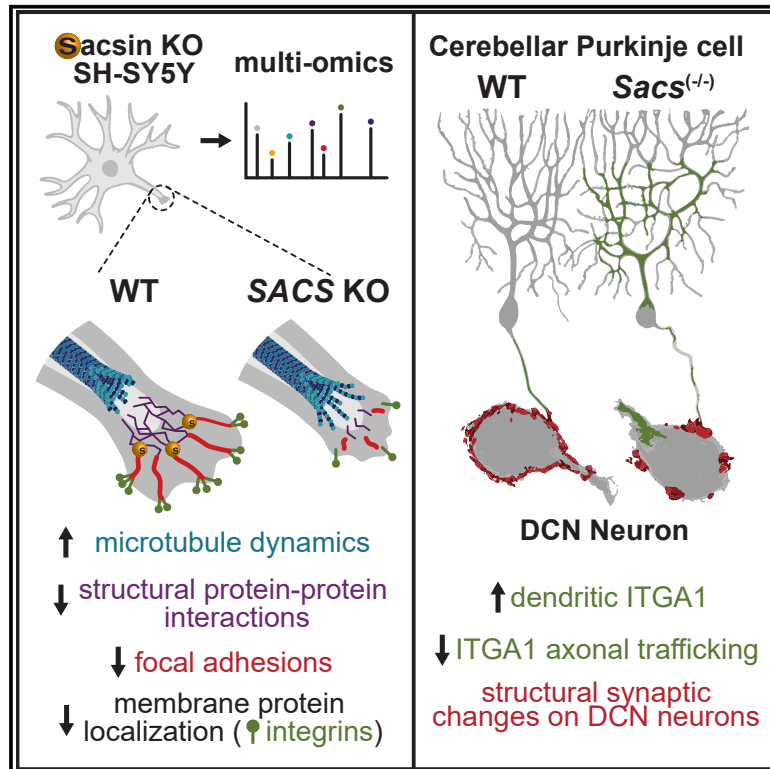 Sacsin KO
SH-SY5Y
multi-omics
WT
SACS KO
S
S
S
↑ microtubule dynamics
↓ structural protein-protein
interactions
↓ focal adhesions
↓ membrane protein
localization (integrins)
Cerebellar Purkinje cell
WT
Sacs(-/-)
DCN Neuron
↑ dendritic ITGA1
↓ ITGA1 axonal trafficking
structural synaptic
changes on DCN neurons